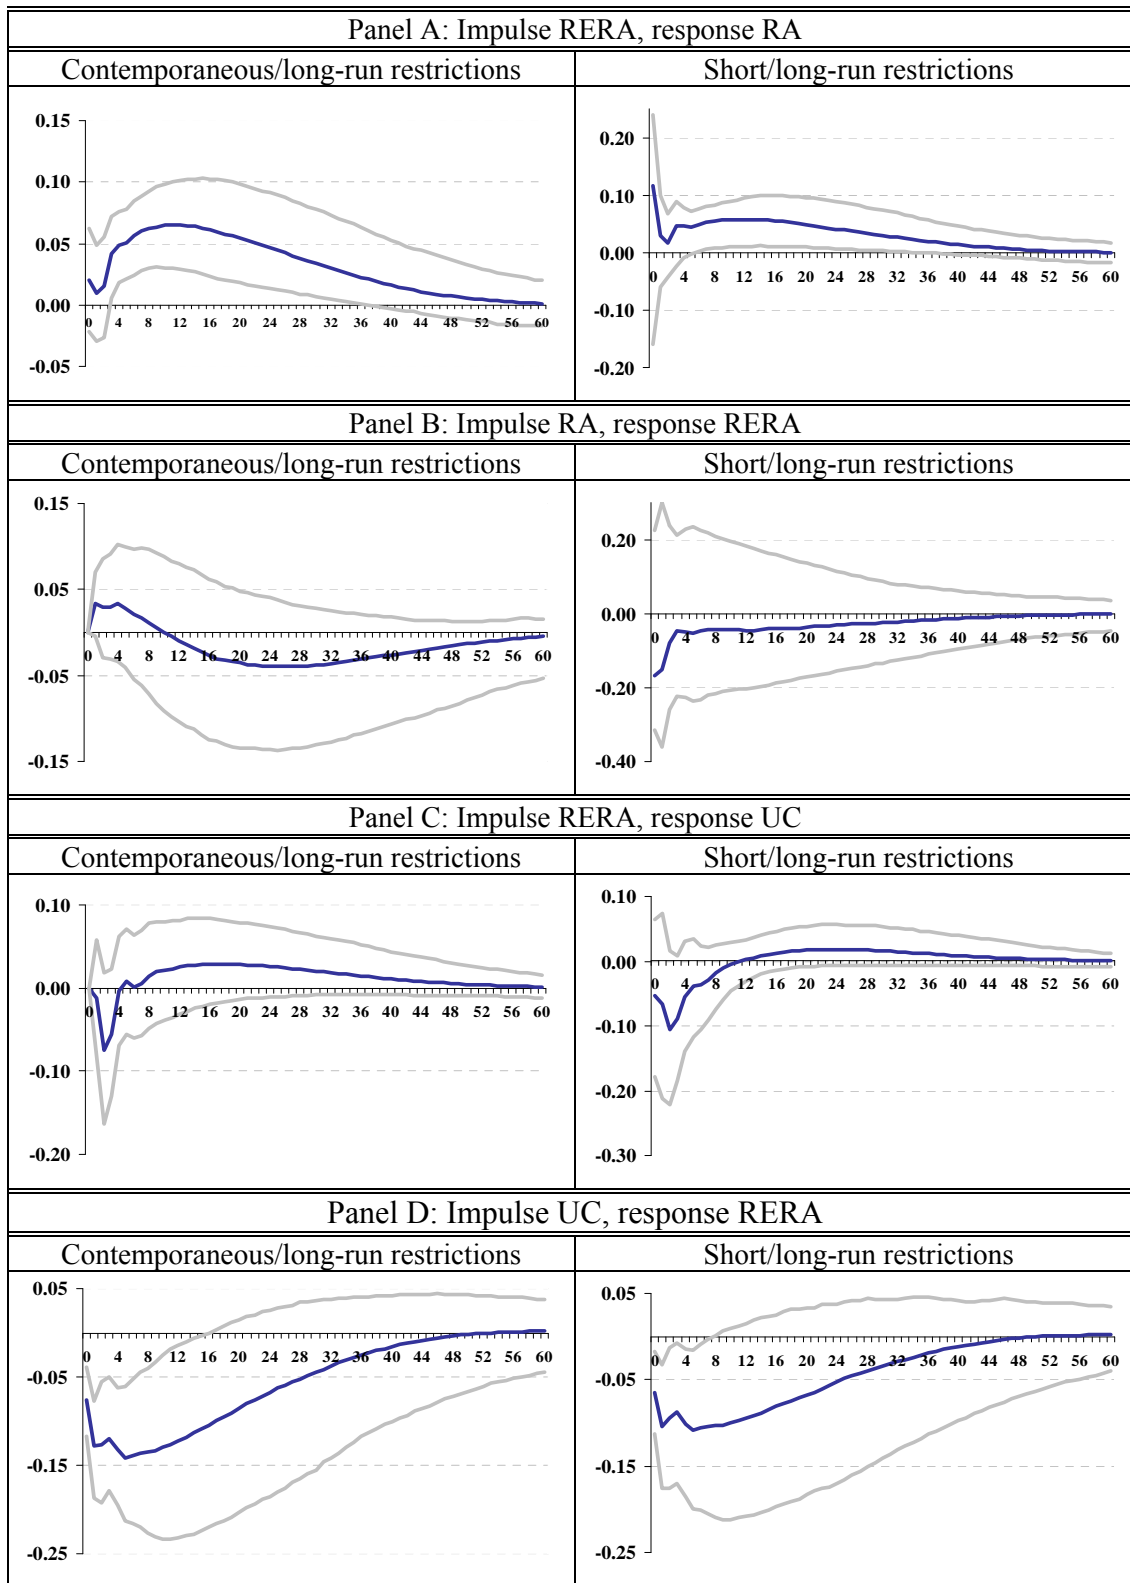 Panel A: Impulse RERA, response RA
Contemporaneous/long-run restrictions
Short/long-run restrictions
0.15
0.10
0.05
0.00
-0.05
0 4 8 12 16 20 24 28 32 36 40 44 48 52 56 60
0.20
0.10
0.00
-0.10
-0.20
0 4 8 12 16 20 24 28 32 36 40 44 48 52 56 60
Panel B: Impulse RA, response RERA
Contemporaneous/long-run restrictions
Short/long-run restrictions
0.15
0.05
-0.05
-0.15
0 4 8 12 16 20 24 28 32 36 40 44 48 52 56 60
0.20
0.00
-0.20
-0.40
0 4 8 12 16 20 24 28 32 36 40 44 48 52 56 60
Panel C: Impulse RERA, response UC
Contemporaneous/long-run restrictions
Short/long-run restrictions
0.10
0.00
-0.10
-0.20
0 4 8 12 16 20 24 28 32 36 40 44 48 52 56 60
0.10
0.00
-0.10
-0.20
-0.30
0 4 8 12 16 20 24 28 32 36 40 44 48 52 56 60
Panel D: Impulse UC, response RERA
Contemporaneous/long-run restrictions
Short/long-run restrictions
0.05
-0.05
-0.15
-0.25
0 4 8 12 16 20 24 28 32 36 40 44 48 52 56 60
0.05
-0.05
-0.15
-0.25
0 4 8 12 16 20 24 28 32 36 40 44 48 52 56 60